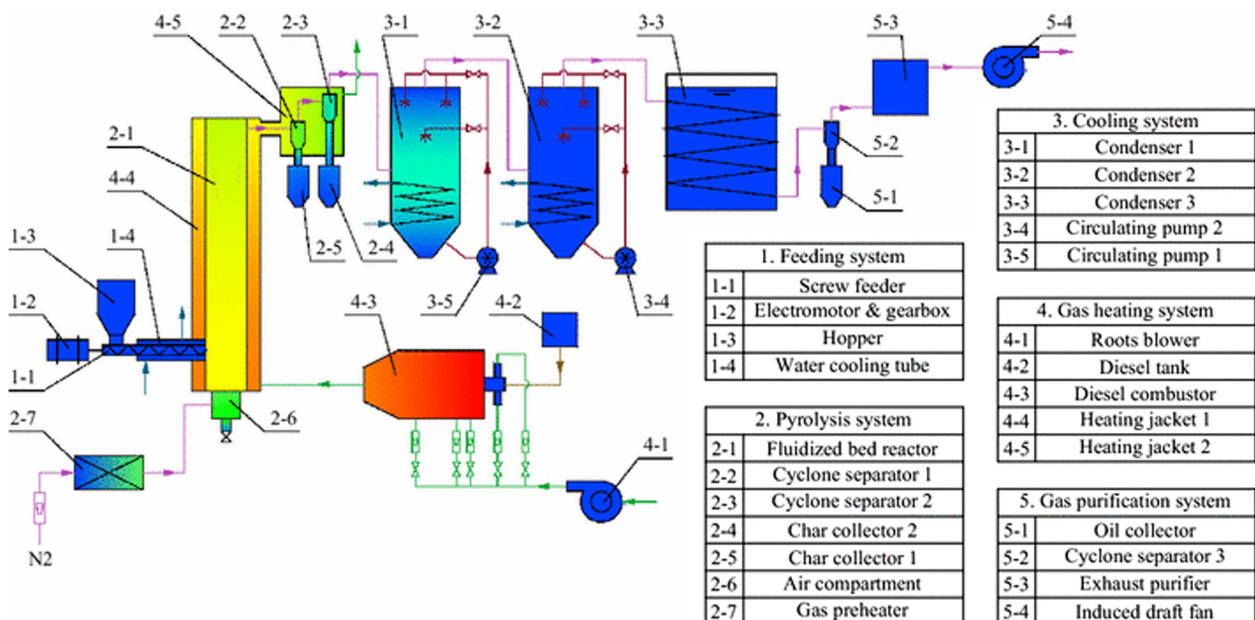 4-5
2-2
2-3
3-1
3-2
3-3
5-3
5-4
2-1
4-4
1-3
1-4
1-2
1-1
2-7
2-5
2-4
2-6
N2
4-3
3-5
4-2
3-4
4-1
5-2
5-1
1. Feeding system
1-1 Screw feeder
1-2 Electromotor & gearbox
1-3 Hopper
1-4 Water cooling tube
2. Pyrolysis system
2-1 Fluidized bed reactor
2-2 Cyclone separator 1
2-3 Cyclone separator 2
2-4 Char collector 2
2-5 Char collector 1
2-6 Air compartment
2-7 Gas preheater
3. Cooling system
3-1 Condenser 1
3-2 Condenser 2
3-3 Condenser 3
3-4 Circulating pump 2
3-5 Circulating pump 1
4. Gas heating system
4-1 Roots blower
4-2 Diesel tank
4-3 Diesel combustor
4-4 Heating jacket 1
4-5 Heating jacket 2
5. Gas purification system
5-1 Oil collector
5-2 Cyclone separator 3
5-3 Exhaust purifier
5-4 Induced draft fan